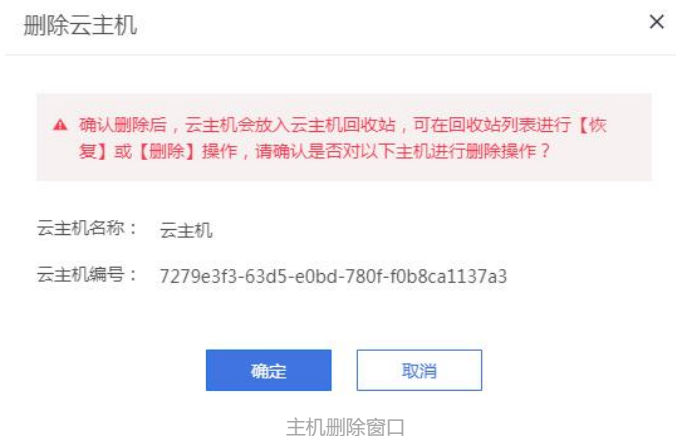 删除云主机
确认删除后，云主机会放入云主机回收站，可在回收站列表进行【恢
复】或【删除】操作，请确认是否对以下主机进行删除操作？
云主机名称： 云主机
云主机编号： 7279e3f3-63d5-e0bd-780f-f0b8ca1137a3
确定 取消
主机删除窗口